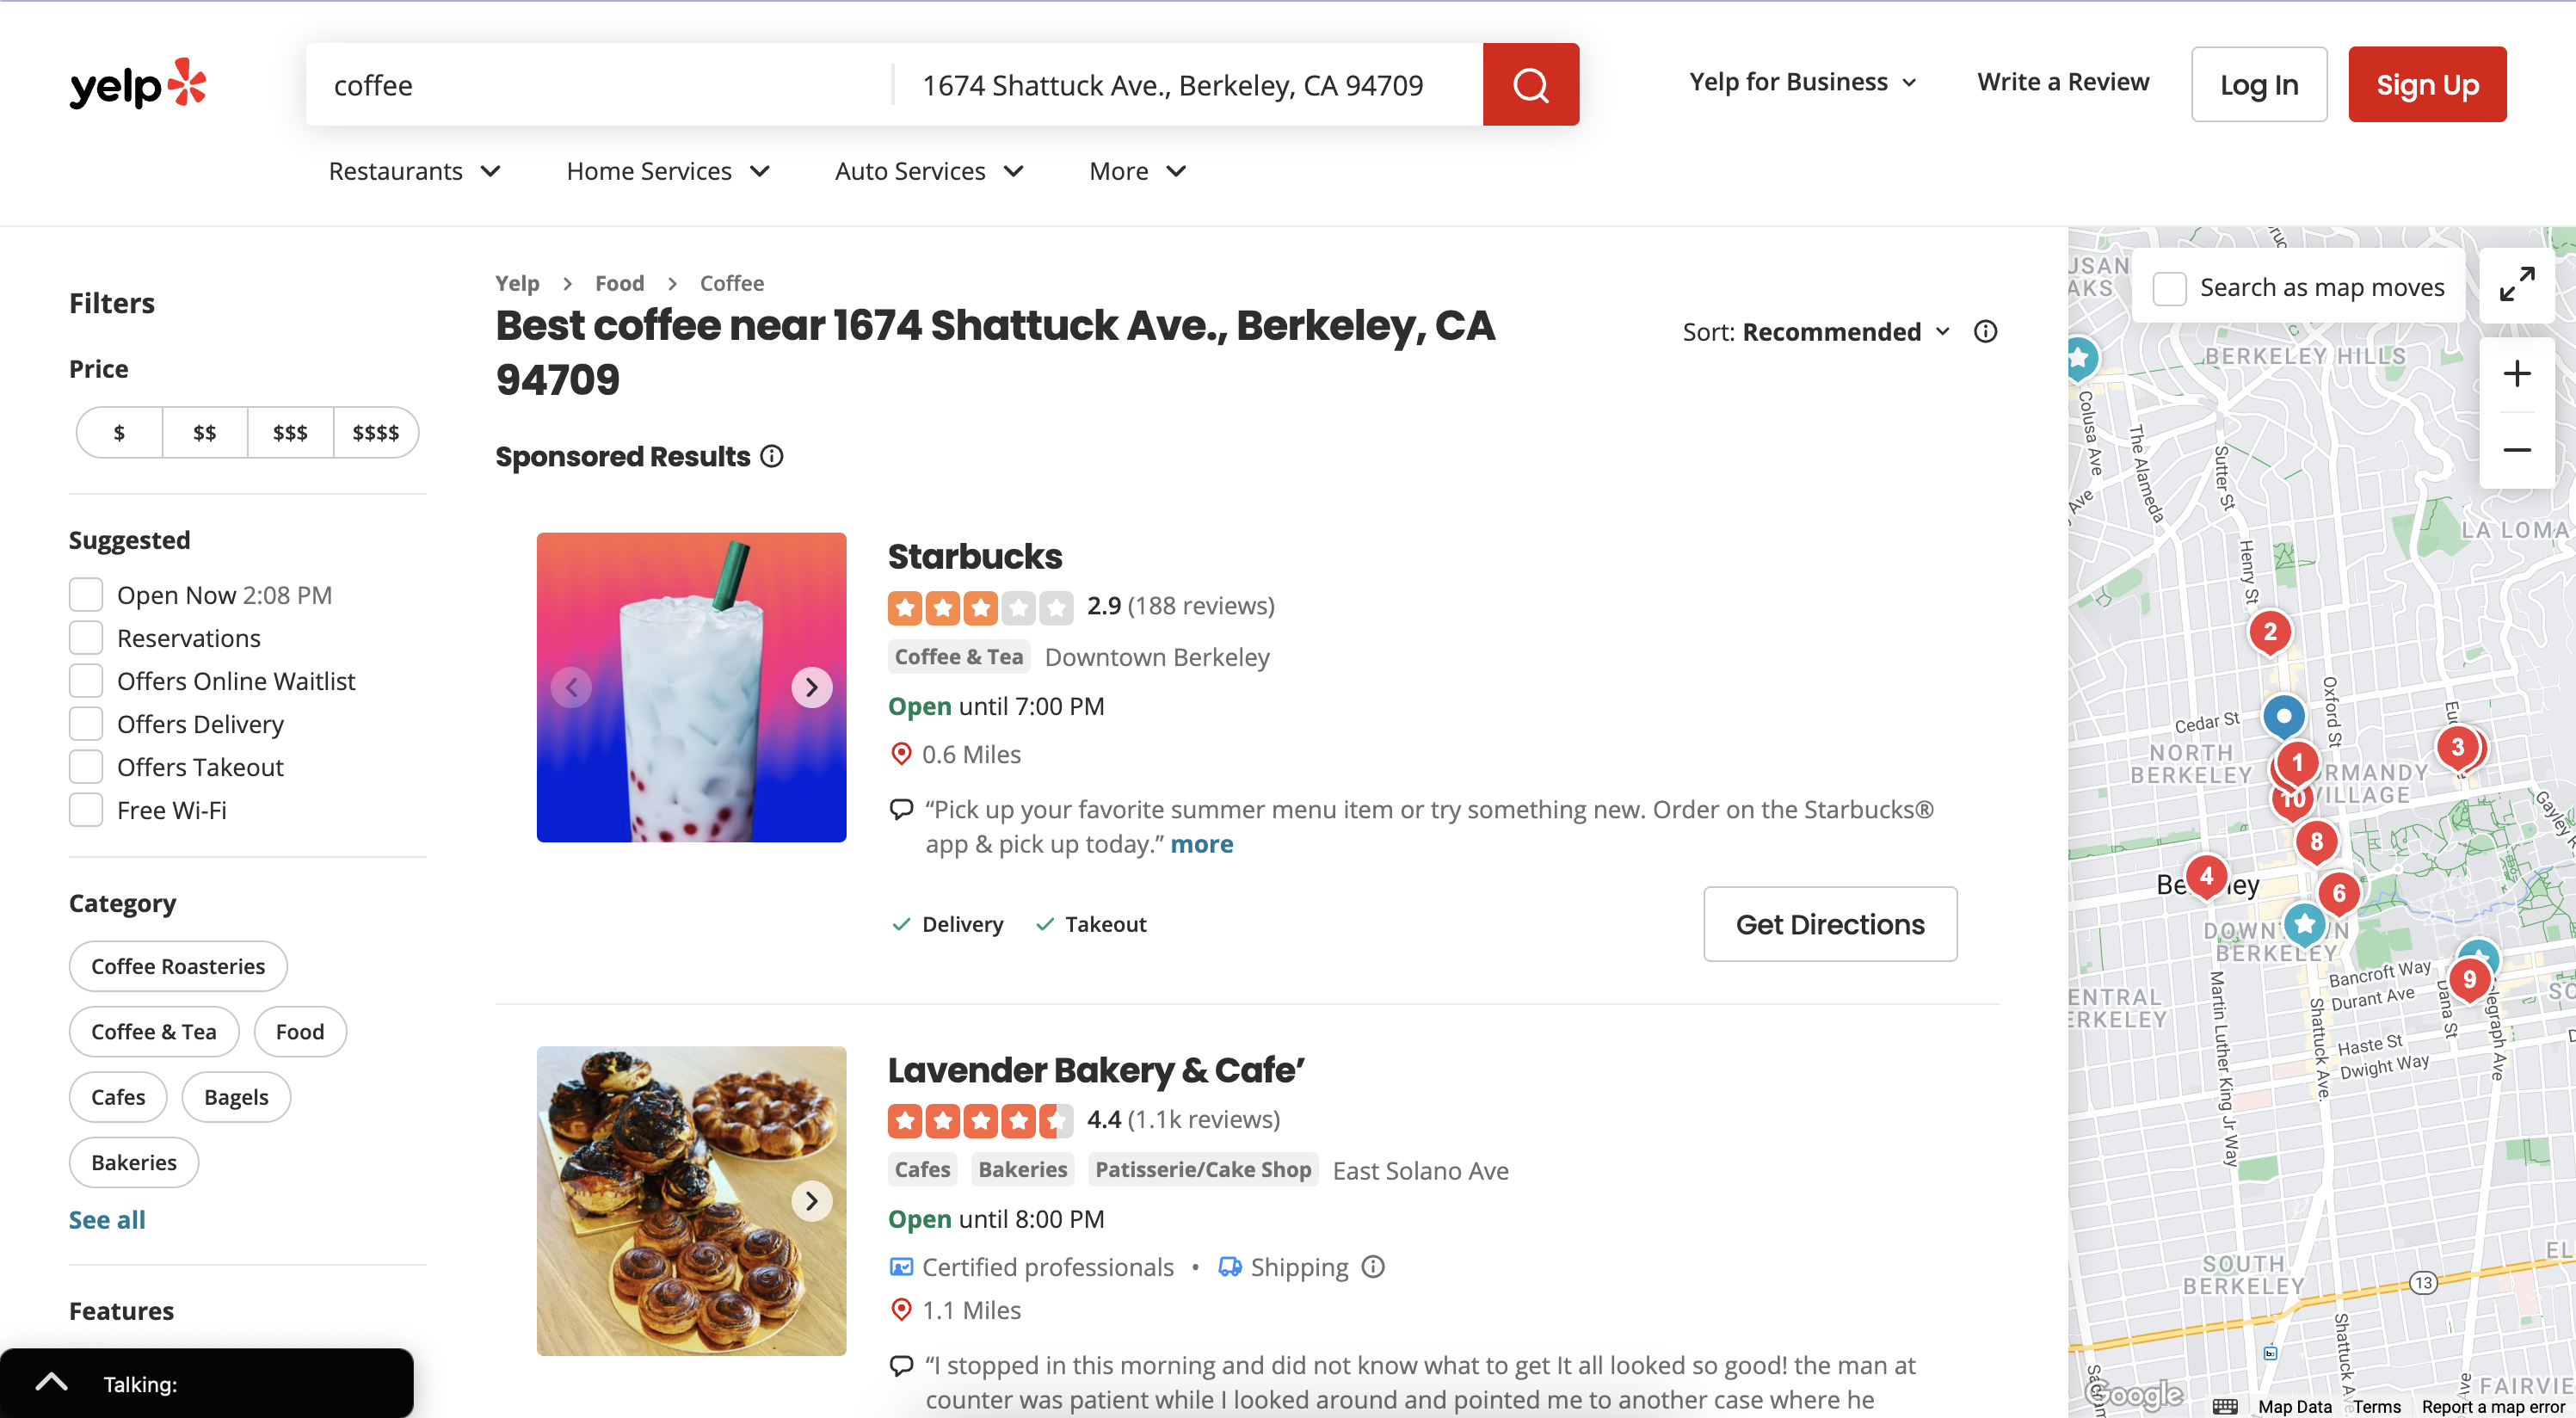 yelp
coffee
1674 Shattuck Ave., Berkeley, CA 94709
Yelp for Business
Write a Review
Log In
Sign Up
Restaurants
Home Services
Auto Services
More
Filters
Price
$
$$
$$$
$$$$
Suggested
Open Now 2:08 PM
Reservations
Offers Online Waitlist
Offers Delivery
Offers Takeout
Free Wi-Fi
Category
Coffee Roasteries
Coffee & Tea
Food
Cafes
Bagels
Bakeries
See all
Features
Talking:
Yelp > Food > Coffee
Best coffee near 1674 Shattuck Ave., Berkeley, CA
94709
Sort: Recommended
Sponsored Results
Starbucks
2.9 (188 reviews)
Coffee & Tea Downtown Berkeley
Open until 7:00 PM
0.6 Miles
“Pick up your favorite summer menu item or try something new. Order on the Starbucks®
app & pick up today.” more
Delivery
Takeout
Get Directions
Lavender Bakery & Cafe’
4.4 (1.1k reviews)
Cafes Bakeries Patisserie/Cake Shop East Solano Ave
Open until 8:00 PM
Certified professionals • Shipping
1.1 Miles
“I stopped in this morning and did not know what to get It all looked so good! the man at
counter was patient while I looked around and pointed me to another case where he
Search as map moves
BERKELEY HILLS
Colusa Ave
The Alameda
Sutter St
LA LOMA
Henry St
2
Oxford St
Cedar St
NORTH
BERKELEY
3
1
VILLAGE
10
Gayley
8
4
6
DOWNTOWN
BERKELEY
Bancroft Way
9
Durant Ave
Dana St
Martin Luther King Jr Way
Shattuck Ave.
Haste St
Dwight Way
SOUTH
BERKELEY
13
Shattuck
Google
Map Data
Terms
Report a map error